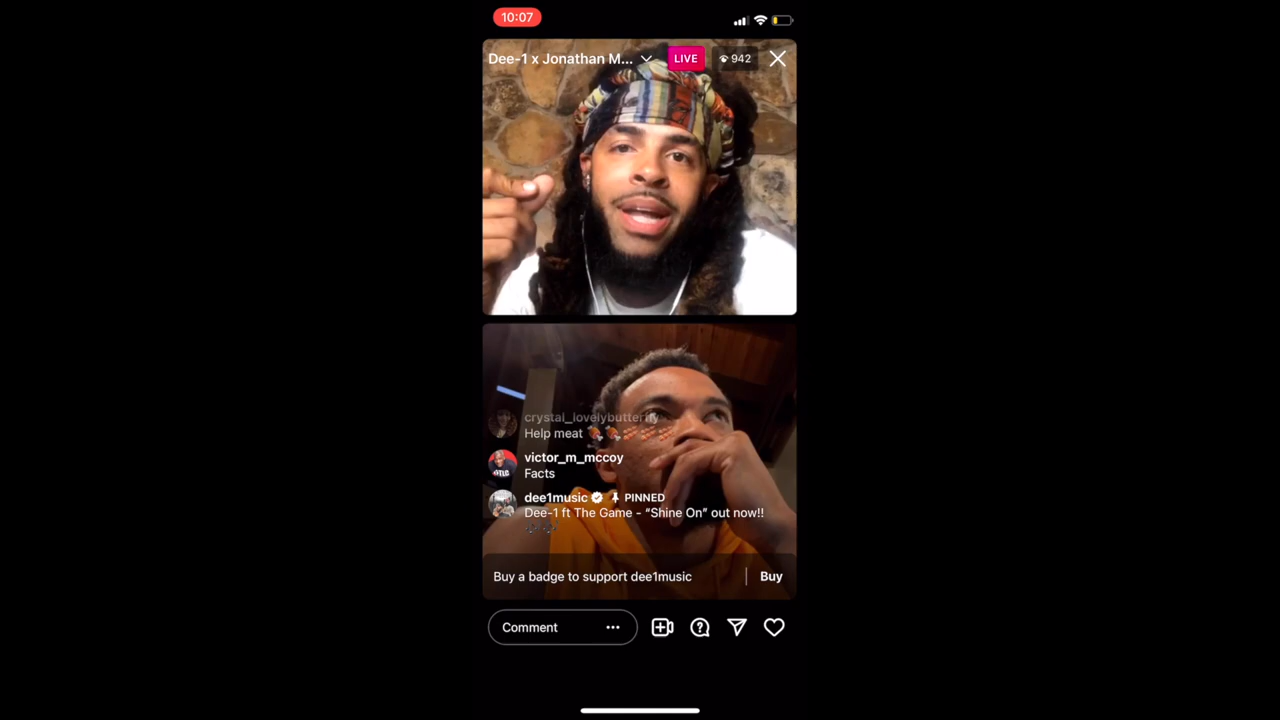 10:07
Dee-1 x Jonathan M...
LIVE
942
crystal_lovelybutterfly
Help meat
victor_m_mccoy
Facts
dee1music PINNED
Dee-1 ft The Game - “Shine On” out now!!
Buy a badge to support dee1music
Buy
Comment